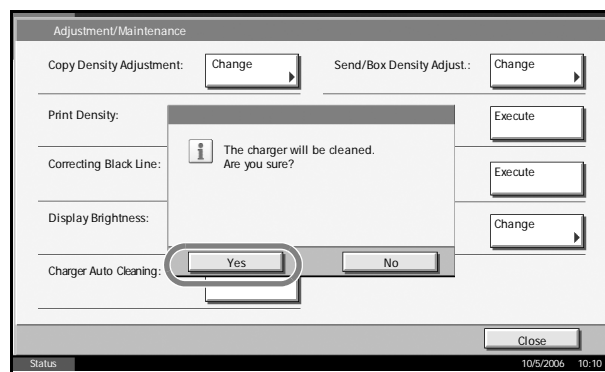 Adjustment/Maintenance
Copy Density Adjustment: Change Send/Box Density Adjust.: Change
Print Density: Execute
The charger will be cleaned.
Are you sure?
Correcting Black Line: Execute
Display Brightness: Change
Yes No
Charger Auto Cleaning:
Close
Status 10/5/2006 10:10